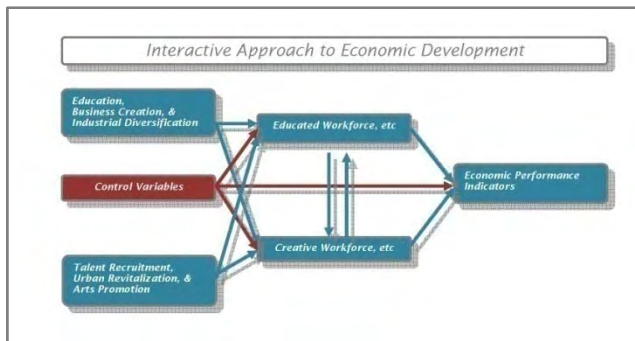 Interactive Approach to Economic Development
Education,
Business Creation, &
Industrial Diversification
Educated Workforce, etc
Control Variables
Economic Performance
Indicators
Creative Workforce, etc
Talent Recruitment,
Urban Revitalization, &
Arts Promotion